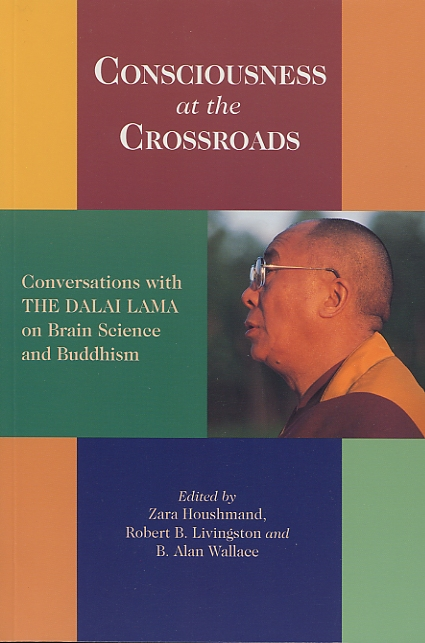 CONSCIOUSNESS
at the
CROSSROADS
Conversations with
THE DALAI LAMA
on Brain Science
and Buddhism
Edited by
Zara Houshmand,
Robert B. Livingston and
B. Alan Wallace